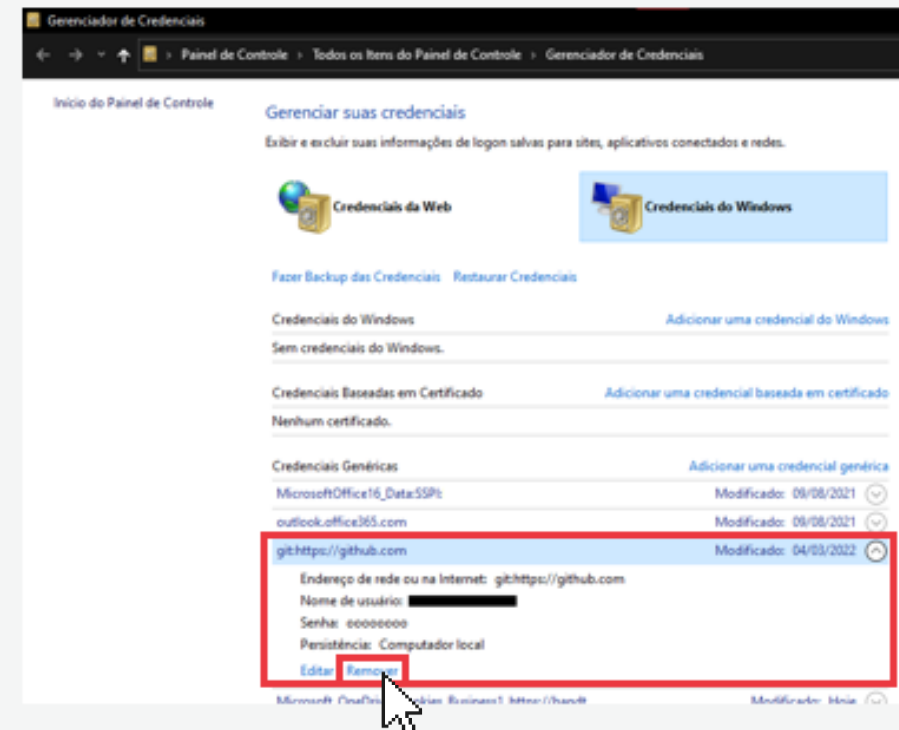 Gerenciador de Credenciais
Painel de Controle > Todos os Itens do Painel de Controle > Gerenciador de Credenciais
Início do Painel de Controle
Gerenciar suas credenciais
Exibir e excluir suas informações de logon salvas para sites, aplicativos conectados e redes.
Credenciais da Web
Credenciais do Windows
Fazer Backup das Credenciais Restaurar Credenciais
Credenciais do Windows Adicionar uma credencial do Windows
Sem credenciais do Windows.
Credenciais Baseadas em Certificado Adicionar uma credencial baseada em certificado
Nenhum certificado.
Credenciais Genéricas Adicionar uma credencial genérica
MicrosoftOffice16_Data:SSPI: Modificado: 09/08/2021
outlook.office365.com Modificado: 09/08/2021
git:https://github.com Modificado: 04/03/2022
Endereço de rede ou na Internet: git:https://github.com
Nome de usuário:
Senha: ••••••••
Persistência: Computador local
Editar Remover
Modificado: Hoje